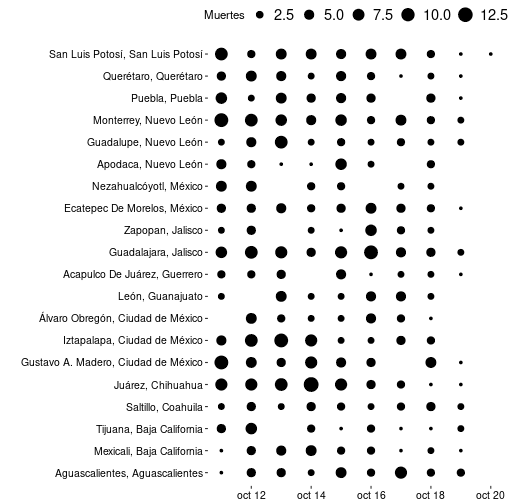 Muertes 2.5 5.0 7.5 10.0 12.5
San Luis Potosí, San Luis Potosí
Querétaro, Querétaro
Puebla, Puebla
Monterrey, Nuevo León
Guadalupe, Nuevo León
Apodaca, Nuevo León
Nezahualcóyotl, México
Ecatepec De Morelos, México
Zapopan, Jalisco
Guadalajara, Jalisco
Acapulco De Juárez, Guerrero
León, Guanajuato
Álvaro Obregón, Ciudad de México
Iztapalapa, Ciudad de México
Gustavo A. Madero, Ciudad de México
Juárez, Chihuahua
Saltillo, Coahuila
Tijuana, Baja California
Mexicali, Baja California
Aguascalientes, Aguascalientes
oct 12 oct 14 oct 16 oct 18 oct 20